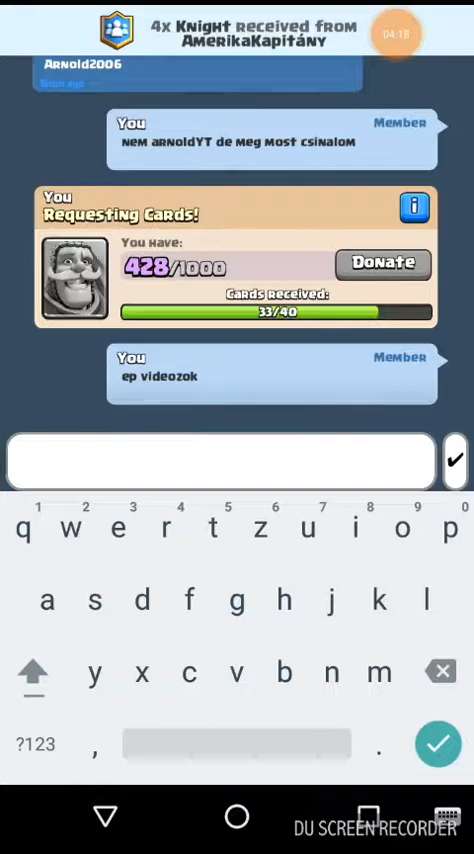 4x Knight received from
AmerikaKapitány
04:18
Arnold2006
You
Member
nem arnoldYT de meg most csinalom
You
Requesting Cards!
i
You have:
428/1000
Donate
Cards received:
33/40
You
Member
ep videozok
1 2 3 4 5 6 7 8 9 0
q w e r t z u i o p
a s d f g h j k l
y x c v b n m
?123 , .
DU SCREEN RECORDER